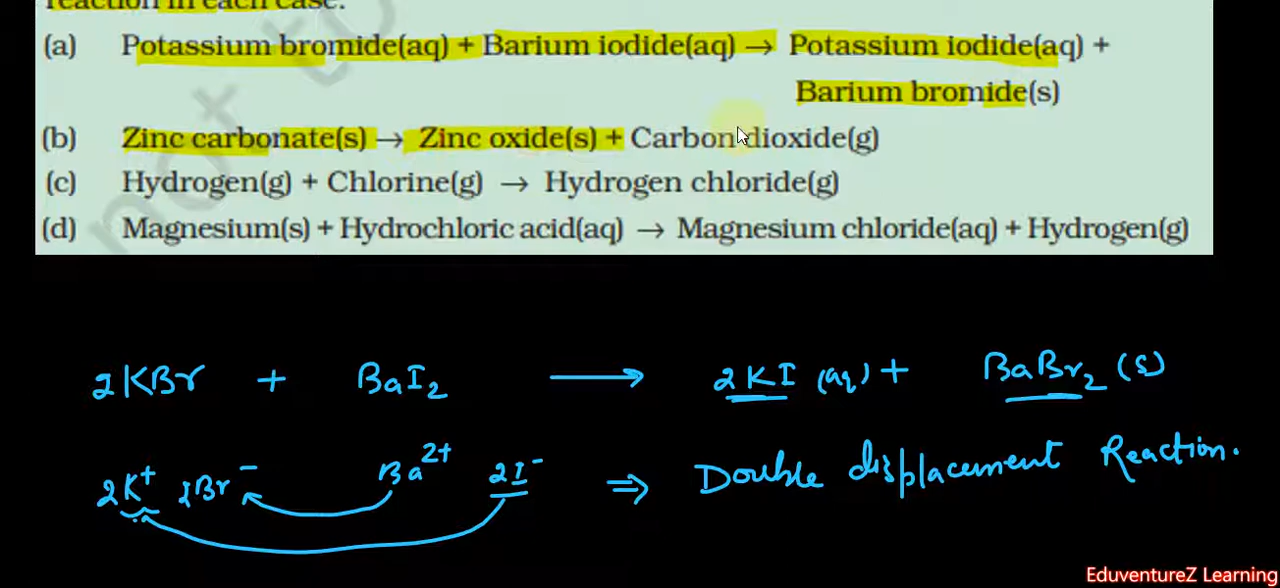 reaction in each case.
(a) Potassium bromide(aq) + Barium iodide(aq) → Potassium iodide(aq) +
Barium bromide(s)
(b) Zinc carbonate(s) → Zinc oxide(s) + Carbon dioxide(g)
(c) Hydrogen(g) + Chlorine(g) → Hydrogen chloride(g)
(d) Magnesium(s) + Hydrochloric acid(aq) → Magnesium chloride(aq) + Hydrogen(g)
not to
2KBr + BaI₂ ⟶ 2KI (aq) + BaBr₂ (s)
2K⁺ 2Br⁻ Ba²⁺ 2I⁻ ⇒ Double displacement Reaction.
EduventureZ Learning